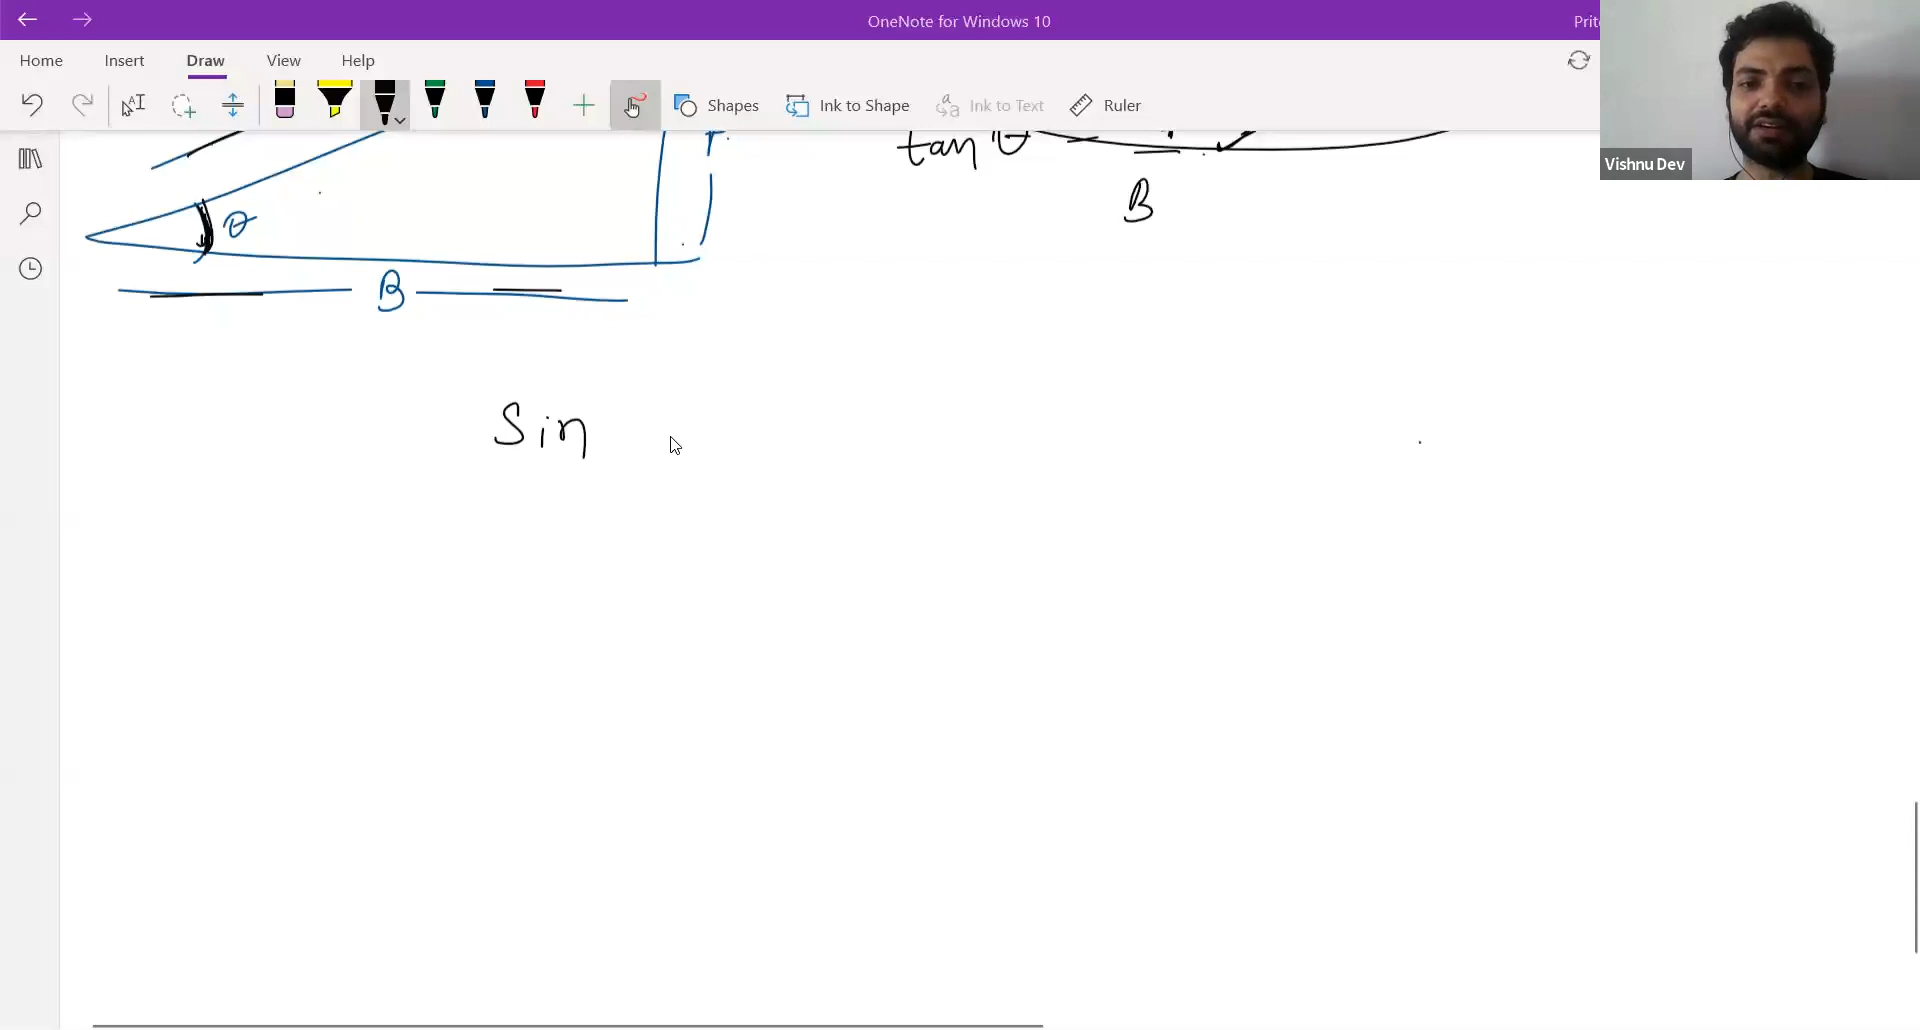 OneNote for Windows 10
Home Insert Draw View Help
Shapes Ink to Shape Ink to Text Ruler
Vishnu Dev
tan θ
B
θ
B
Sin